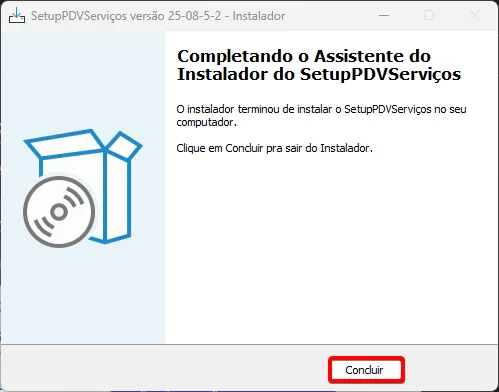 SetupPDVServiços versão 25-08-5-2 - Instalador
Completando o Assistente do
Instalador do SetupPDVServiços
O instalador terminou de instalar o SetupPDVServiços no seu
computador.
Clique em Concluir pra sair do Instalador.
Concluir